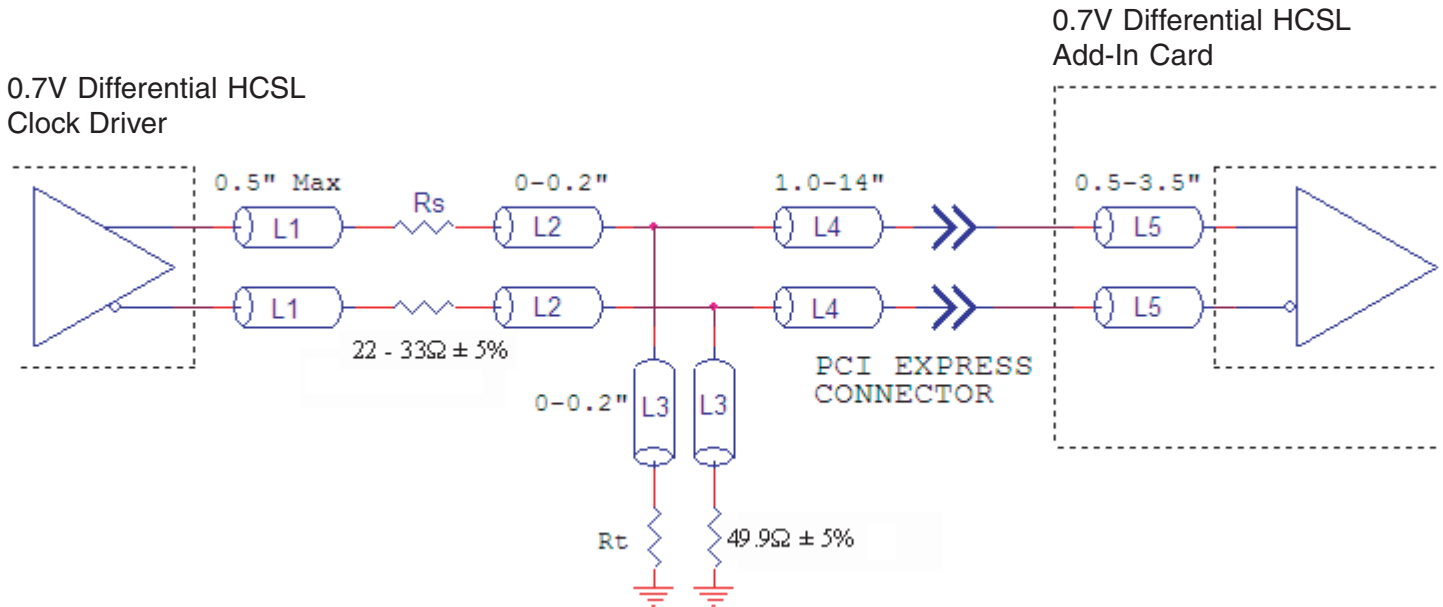 0.7V Differential HCSL
Add-In Card
0.7V Differential HCSL
Clock Driver
0.5" Max
Rs
0-0.2"
1.0-14"
0.5-3.5"
L1
L2
L4
L5
L1
L2
L4
L5
22 - 33Ω ± 5%
PCI EXPRESS
CONNECTOR
0-0.2"
L3
L3
Rt
49.9Ω ± 5%